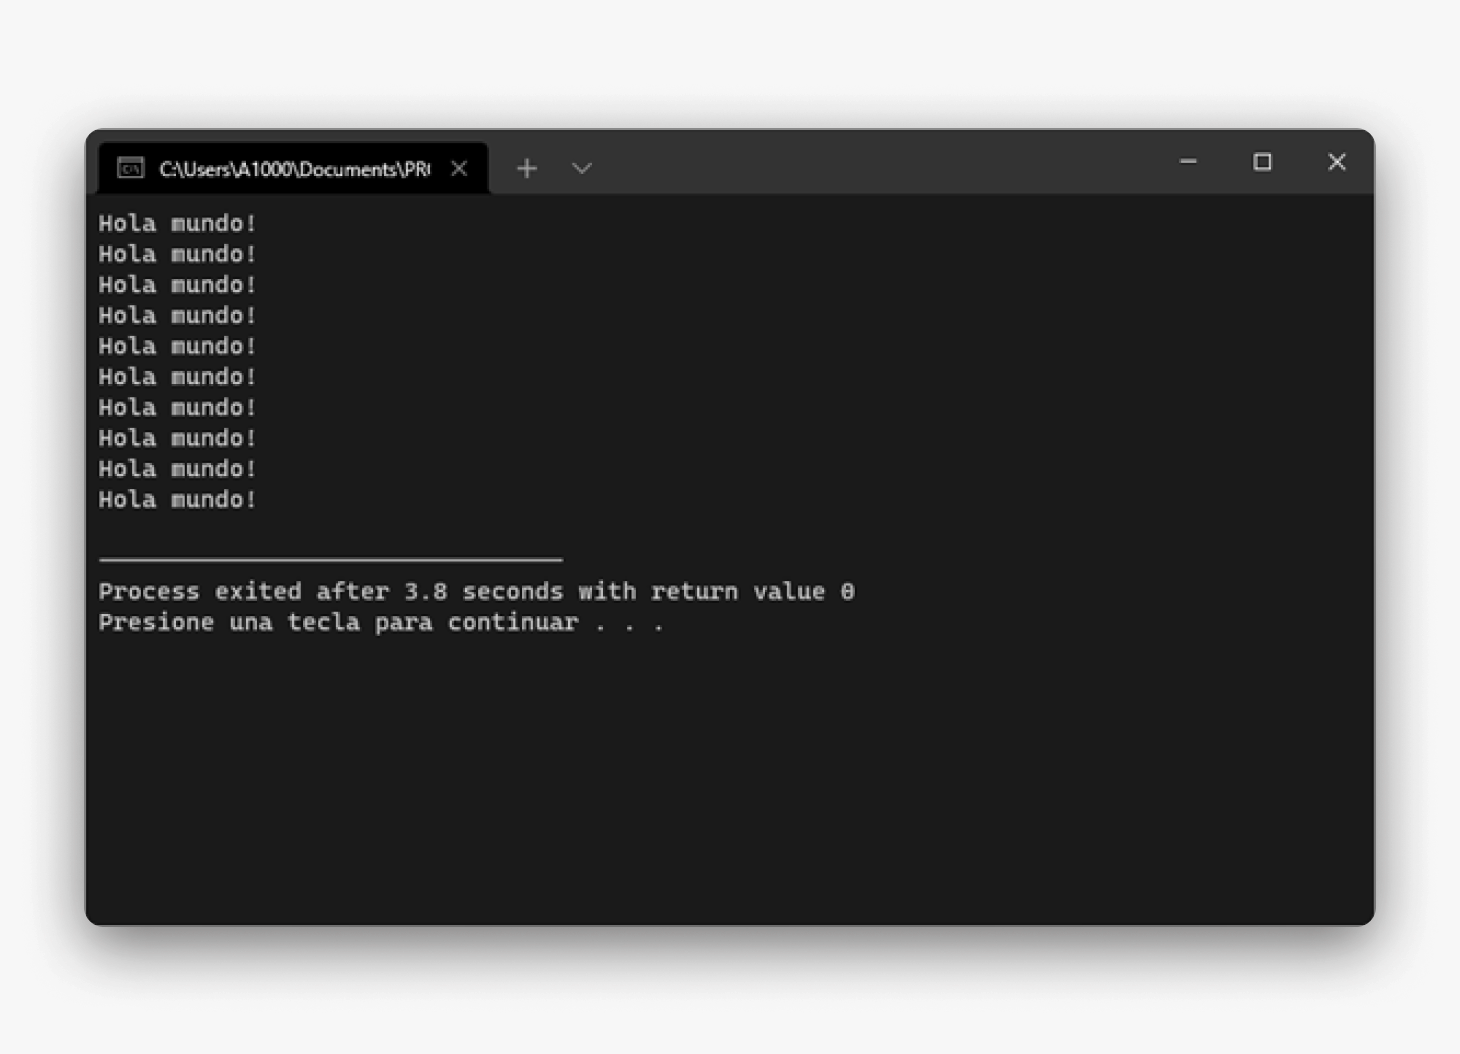 C:\Users\A1000\Documents\PR
Hola mundo!
Hola mundo!
Hola mundo!
Hola mundo!
Hola mundo!
Hola mundo!
Hola mundo!
Hola mundo!
Hola mundo!
Hola mundo!
Process exited after 3.8 seconds with return value 0
Presione una tecla para continuar . . .